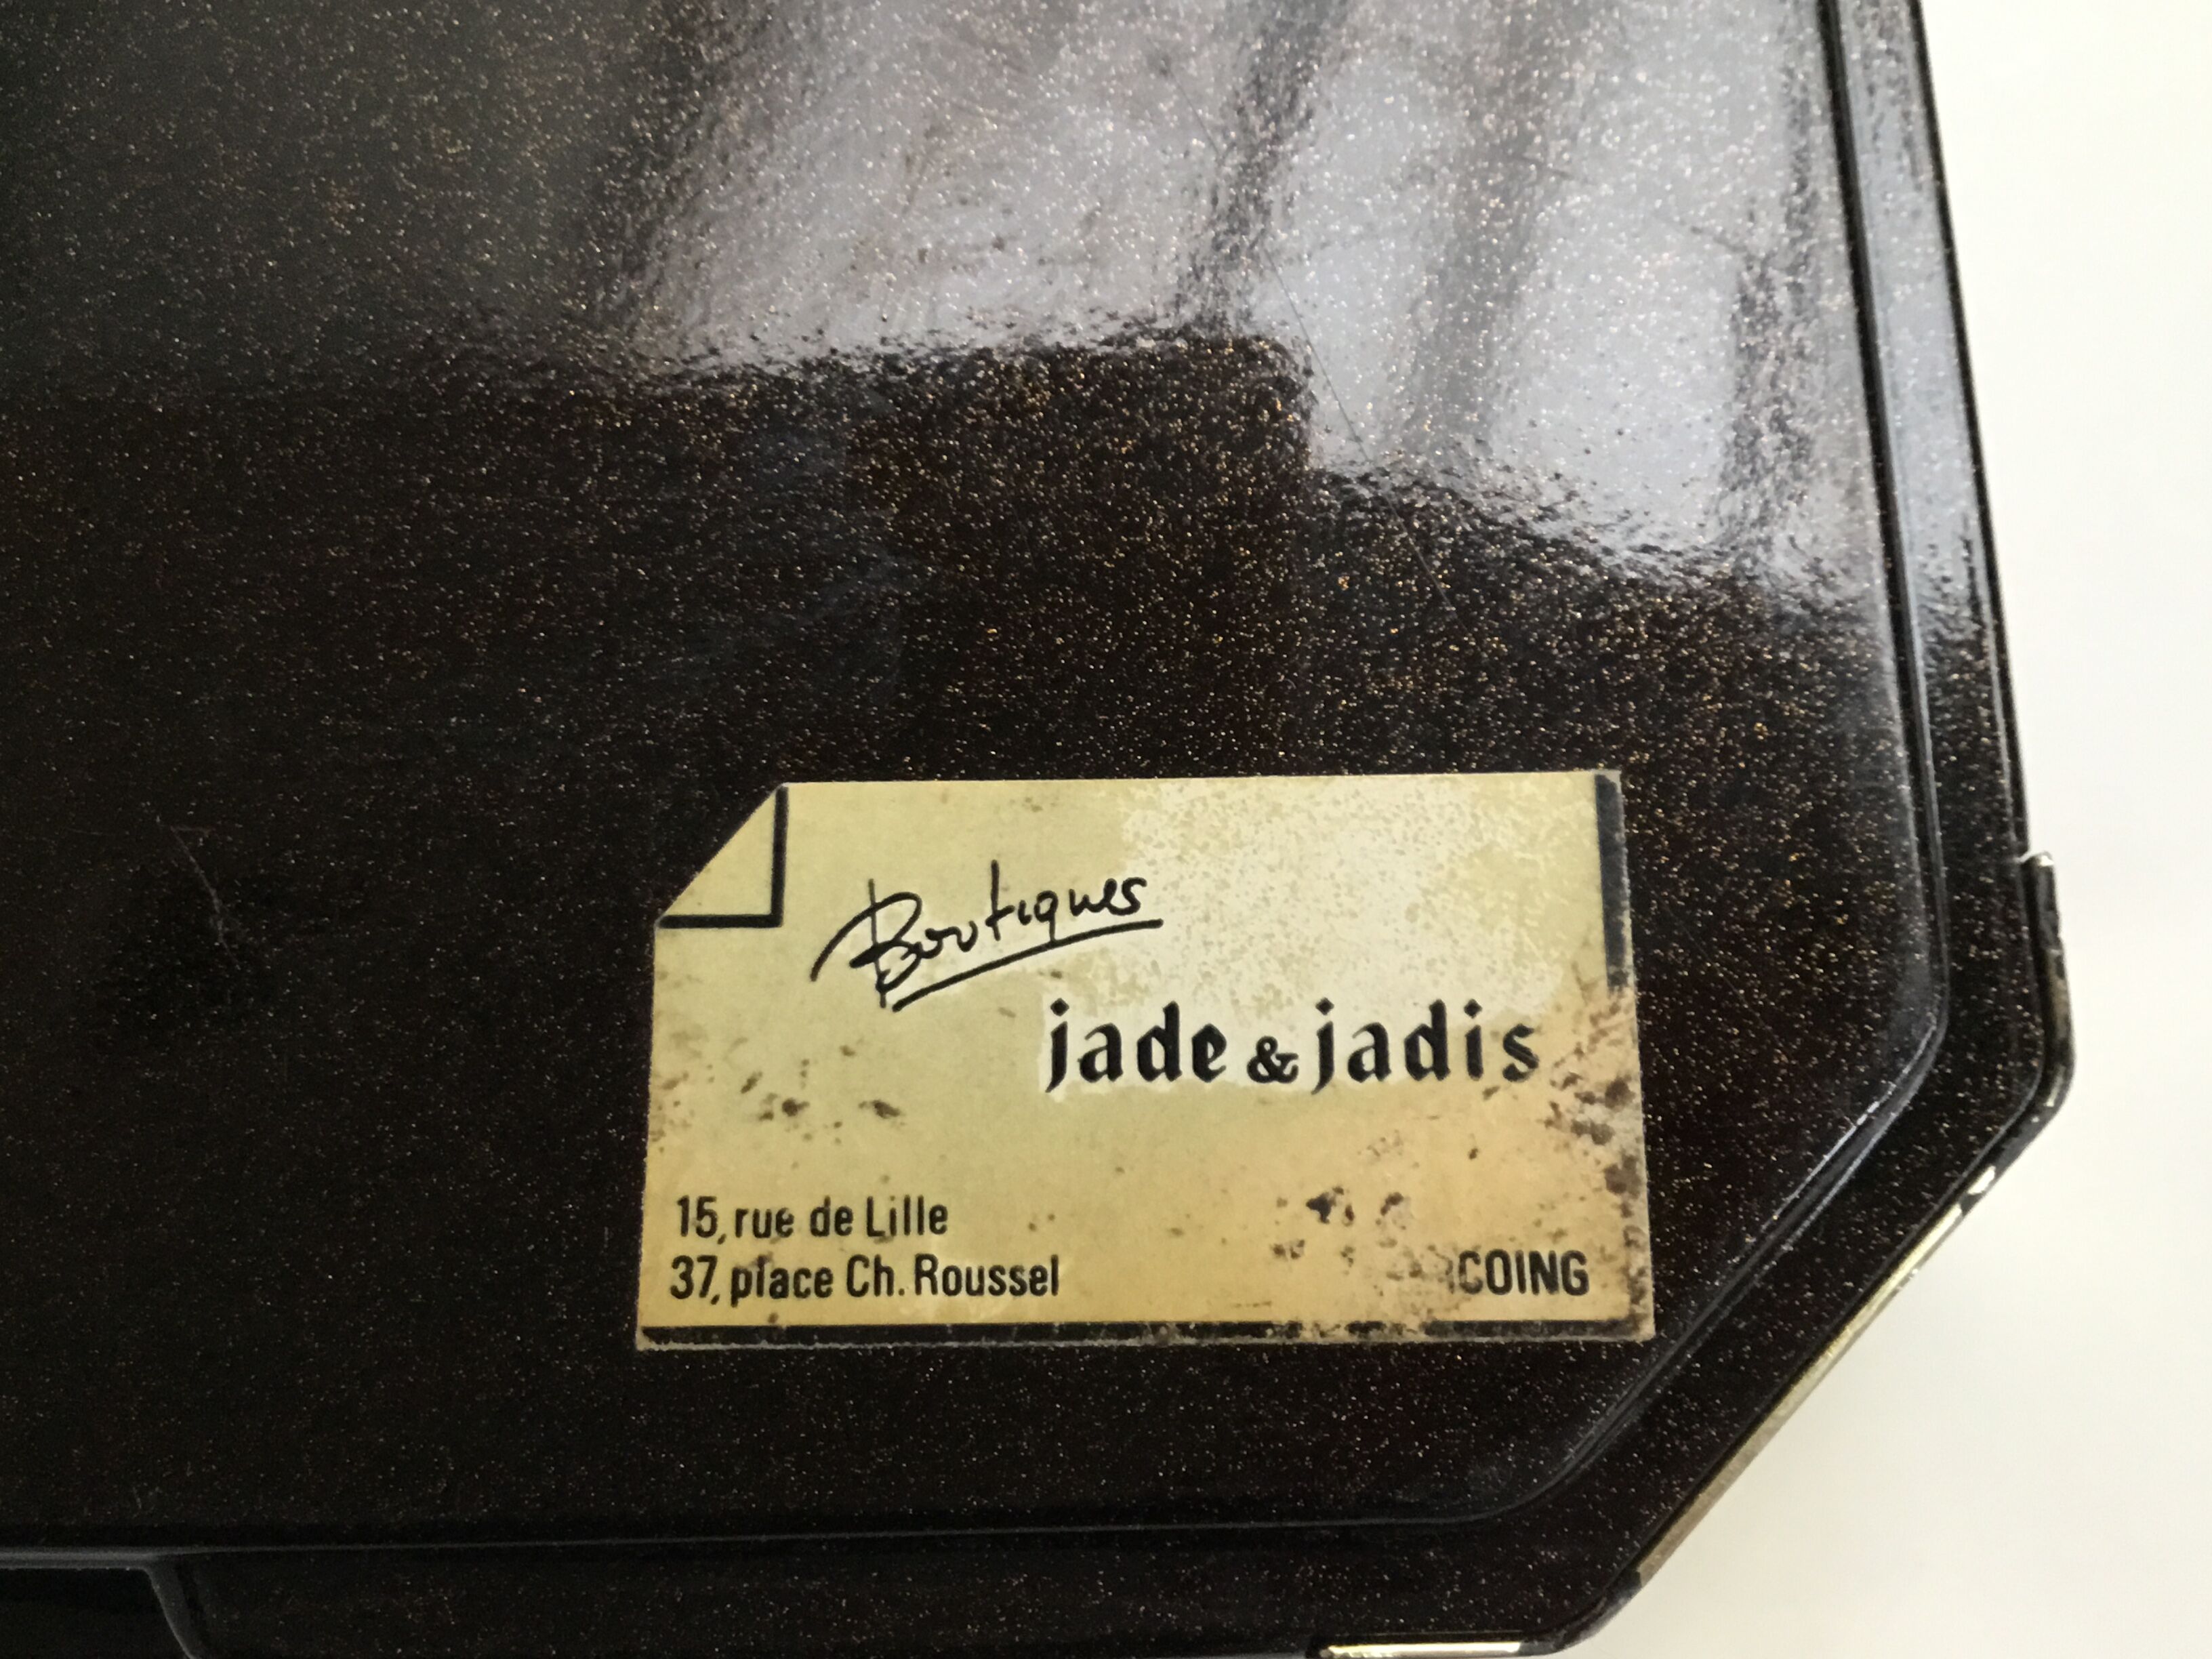 Boutiques
jade & jadis
15, rue de Lille
37, place Ch. Roussel
COING